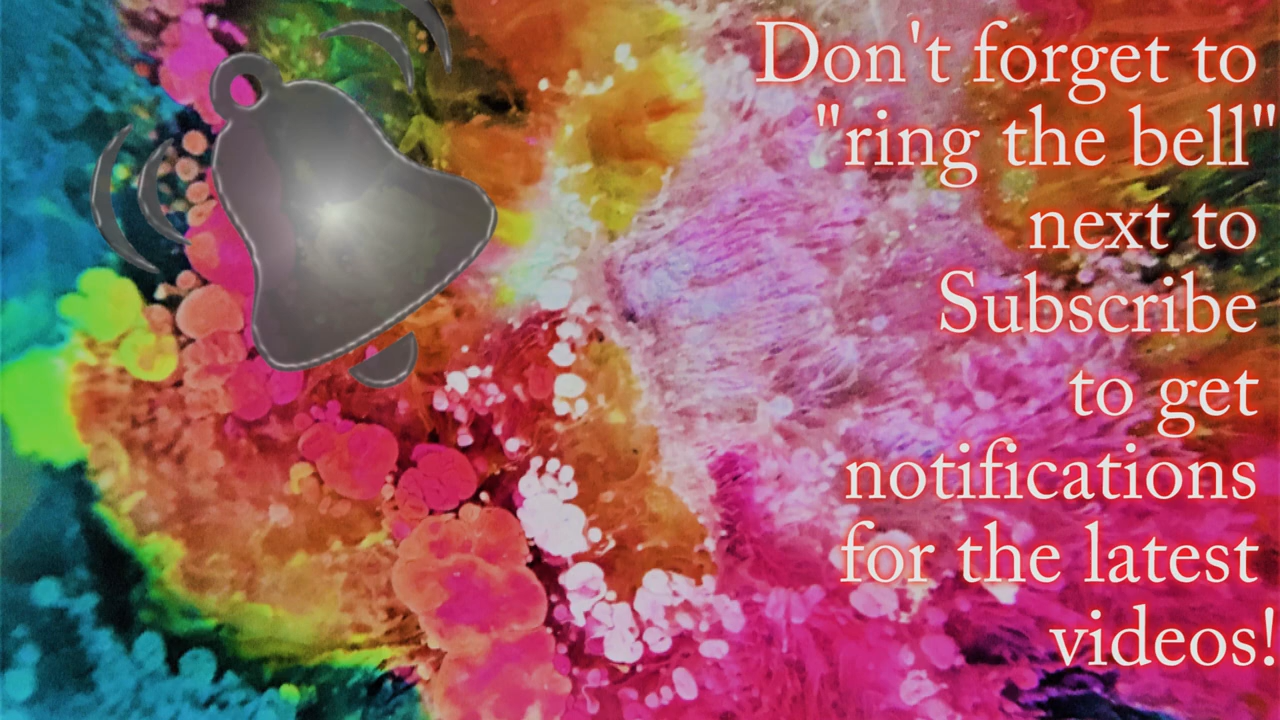 Don't forget to
"ring the bell"
next to
Subscribe
to get
notifications
for the latest
videos!